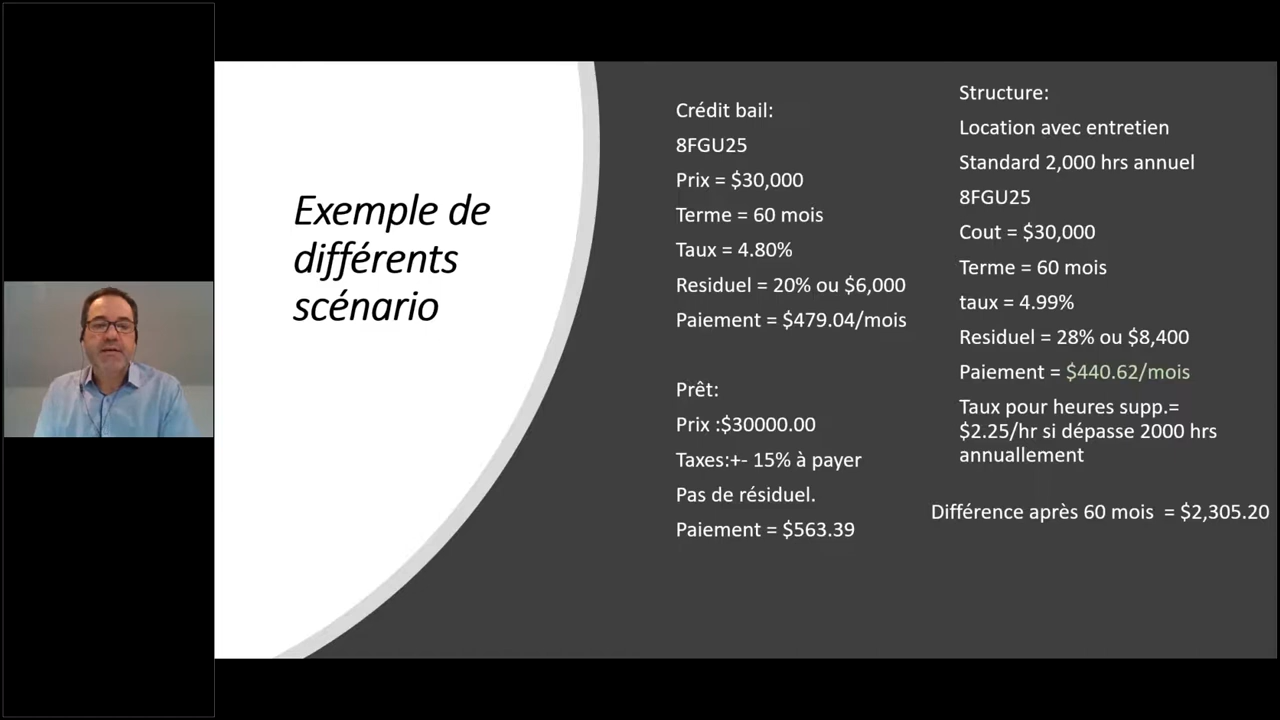 Exemple de
différents
scénario
Crédit bail:
8FGU25
Prix = $30,000
Terme = 60 mois
Taux = 4.80%
Residuel = 20% ou $6,000
Paiement = $479.04/mois
Prêt:
Prix :$30000.00
Taxes:+- 15% à payer
Pas de résiduel.
Paiement = $563.39
Structure:
Location avec entretien
Standard 2,000 hrs annuel
8FGU25
Cout = $30,000
Terme = 60 mois
taux = 4.99%
Residuel = 28% ou $8,400
Paiement = $440.62/mois
Taux pour heures supp.=
$2.25/hr si dépasse 2000 hrs
annuallement
Différence après 60 mois = $2,305.20